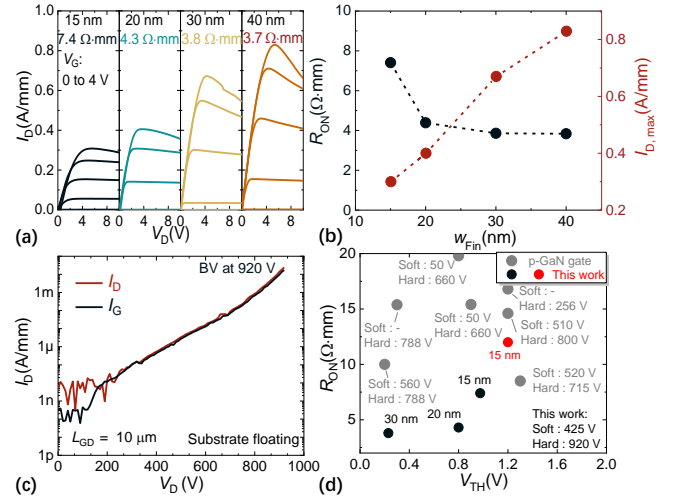 15 nm 20 nm 30 nm 40 nm
7.4 Ω·mm 4.3 Ω·mm 3.8 Ω·mm 3.7 Ω·mm
V_G:
0 to 4 V
1.0
0.8
0.6
0.4
0.2
0.0
I_D(A/mm)
0 5 0 5 0 5 0 5 10
V_D(V)
(a)
10
8
6
4
2
0
R_ON(Ω·mm)
0.8
0.6
0.4
0.2
I_D, max(A/mm)
10 20 30 40
w_Fin(nm)
(b)
BV at 920 V
I_D
I_G
1m
1μ
1n
1p
I_D(A/mm)
L_GD = 10 μm
Substrate floating
0 200 400 600 800 1000
V_D(V)
(c)
p-GaN gate
This work
Soft : 50 V
Hard : 660 V
Soft : -
Hard : 256 V
Soft : -
Hard : 788 V
Soft : 50 V
Hard : 660 V
Soft : 510 V
Hard : 800 V
15 nm
Soft : 560 V
Hard : 788 V
Soft : 520 V
Hard : 715 V
15 nm
20 nm
30 nm
This work:
Soft : 425 V
Hard : 920 V
20
15
10
5
R_ON(Ω·mm)
0.0 0.4 0.8 1.2 1.6 2.0
V_TH(V)
(d)